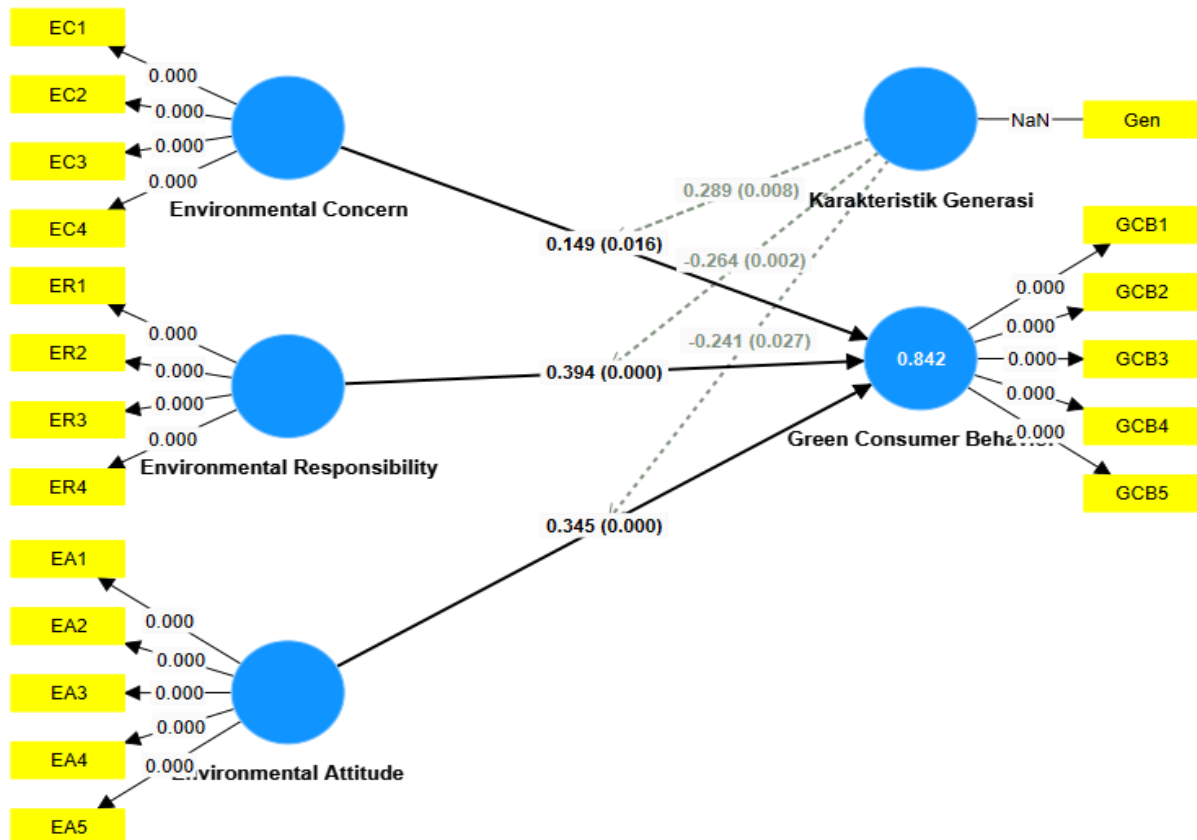 EC1
0.000
EC2
0.000
EC3
0.000
EC4
0.000
Environmental Concern
ER1
0.000
ER2
0.000
ER3
0.000
ER4
0.000
Environmental Responsibility
EA1
0.000
EA2
0.000
EA3
0.000
EA4
0.000
EA5
0.000
Environmental Attitude
0.149 (0.016)
0.394 (0.000)
0.345 (0.000)
0.289 (0.008)
-0.264 (0.002)
-0.241 (0.027)
NaN
Gen
Karakteristik Generasi
0.842
Green Consumer Behavior
GCB1
0.000
GCB2
0.000
GCB3
0.000
GCB4
0.000
GCB5
0.000